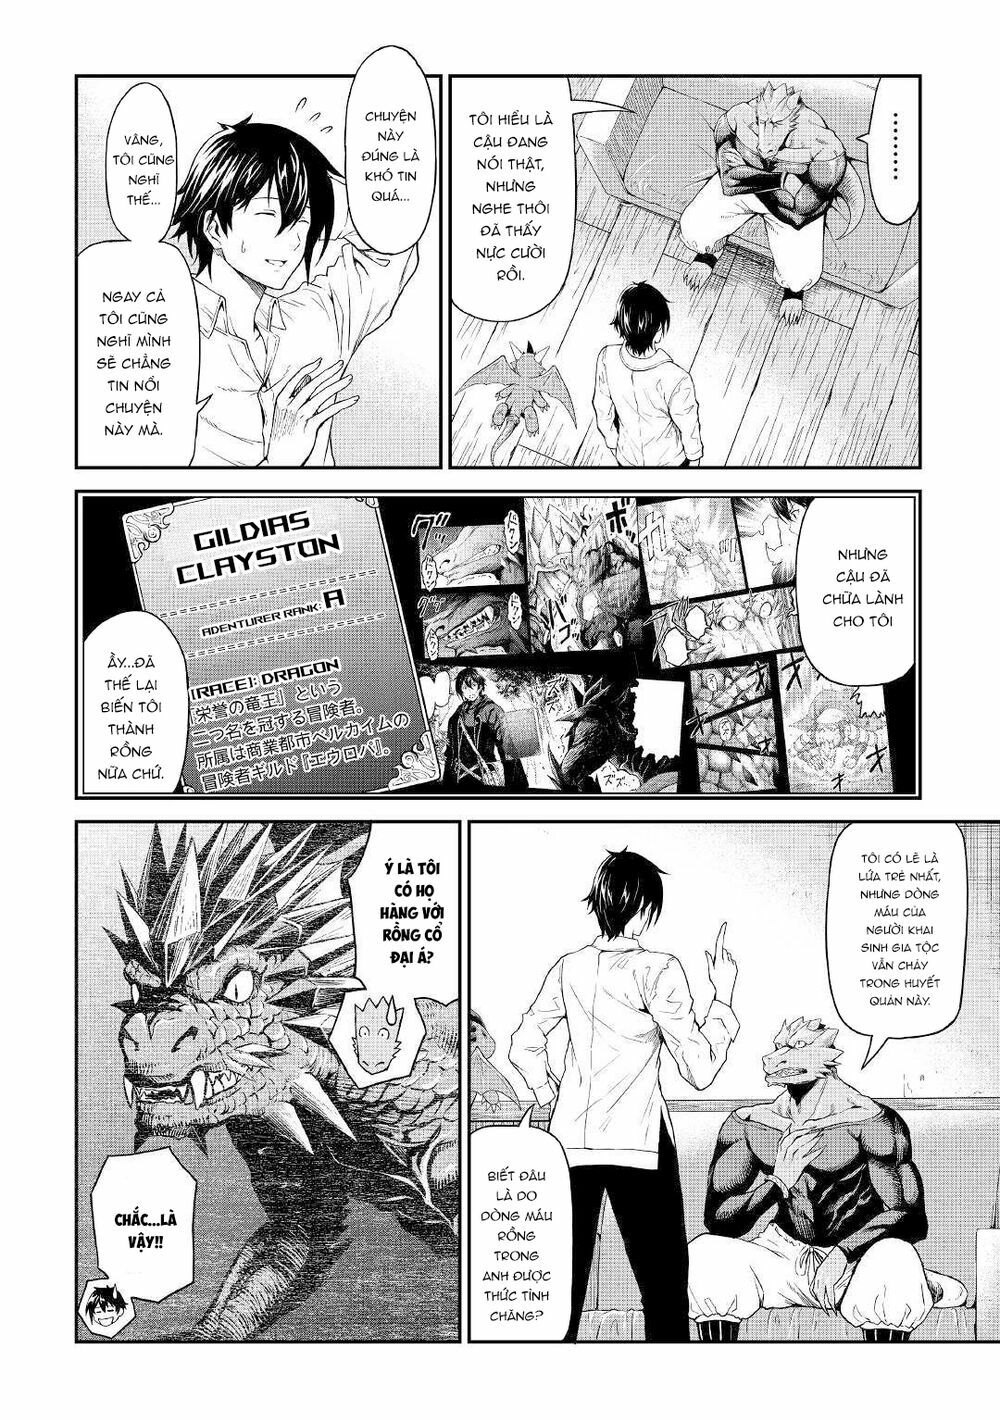 .........
TÔI HIỂU LÀ
CẬU ĐANG
NÓI THẬT,
NHƯNG
NGHE THÔI
ĐÃ THẤY
NỰC CƯỜI
RỒI.
CHUYỆN
NÀY
ĐÚNG LÀ
KHÓ TIN
QUÁ...
VÂNG,
TÔI CŨNG
NGHĨ
THẾ...
NGAY CẢ
TÔI CŨNG
NGHĨ MÌNH
SẼ CHẲNG
TIN NỔI
CHUYỆN
NÀY MÀ.
NHƯNG
CẬU ĐÃ
CHỮA LÀNH
CHO TÔI
GILDIAS
CLAYSTON
ADENTURER RANK: A
[RACE]: DRAGON
『栄誉の竜王』という
二つ名を冠する冒険者。
所属は商業都市ベルカイムの
冒険者ギルド『エウロパ』。
ẦY...ĐÃ
THẾ LẠI
BIẾN TÔI
THÀNH
RỒNG
NỮA CHỨ.
TÔI CÓ LẼ LÀ
LỨA TRẺ NHẤT,
NHƯNG DÒNG
MÁU CỦA
NGƯỜI KHAI
SINH GIA TỘC
VẪN CHẢY
TRONG HUYẾT
QUẢN NÀY.
BIẾT ĐÂU
LÀ DO
DÒNG MÁU
RỒNG
TRONG
ANH ĐƯỢC
THỨC TỈNH
CHĂNG?
Ý LÀ TÔI
CÓ HỌ
HÀNG VỚI
RỒNG CỔ
ĐẠI Á?
CHẮC...LÀ
VẬY!!